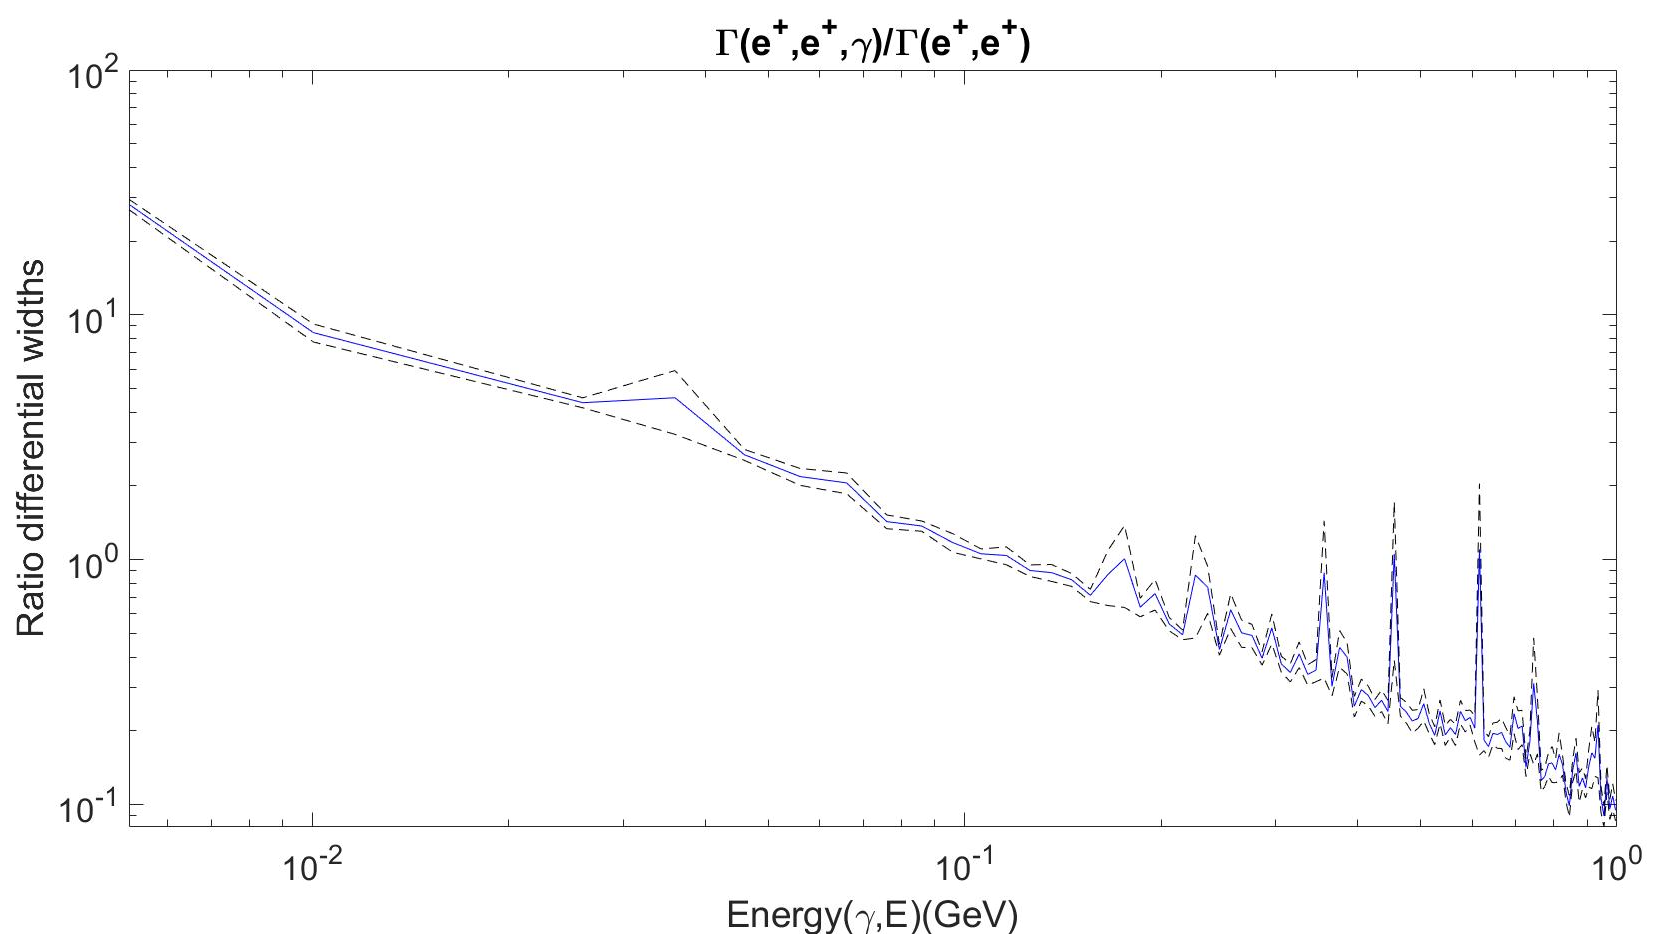 Γ(e⁺,e⁺,γ)/Γ(e⁺,e⁺)
10²
10¹
10⁰
10⁻¹
Ratio differential widths
10⁻²
10⁻¹
10⁰
Energy(γ,E)(GeV)